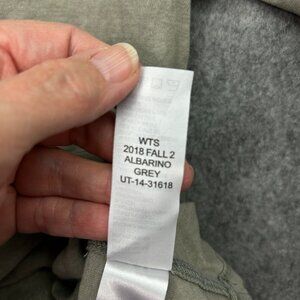 WTS
2018 FALL 2
ALBARINO
GREY
UT-14-31618